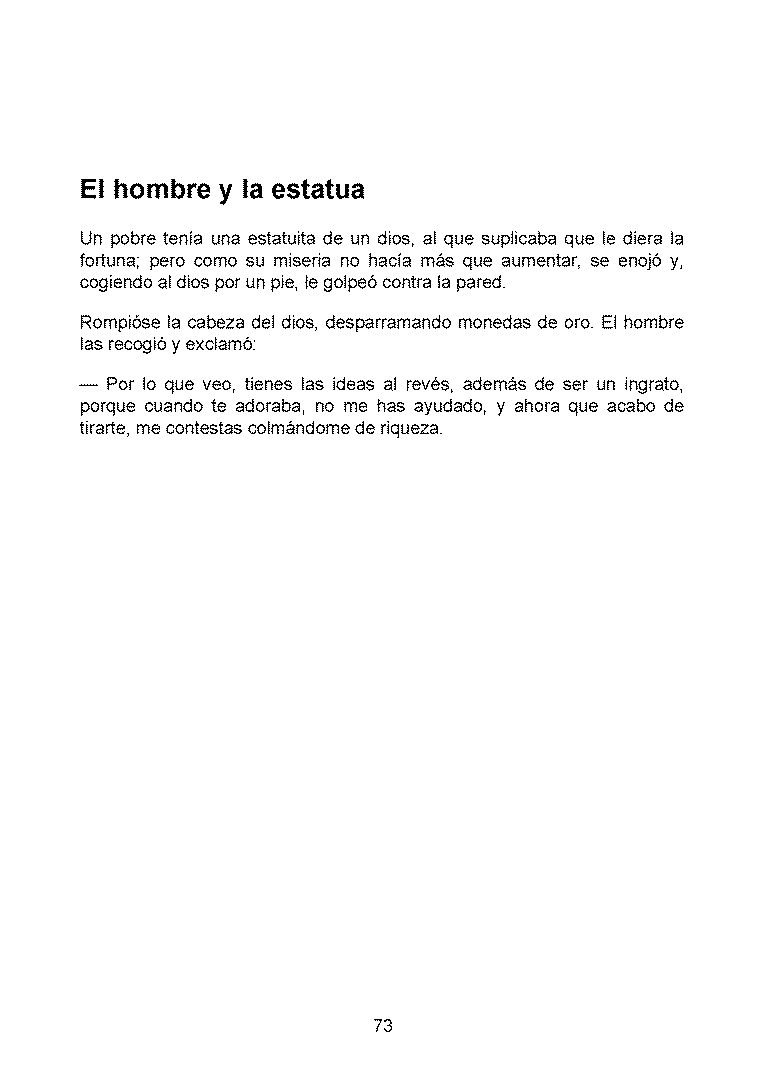 El hombre y la estatua
Un pobre tenía una estatuita de un dios, al que suplicaba que le diera la
fortuna; pero como su miseria no hacía más que aumentar, se enojó y,
cogiendo al dios por un pie, le golpeó contra la pared.
Rompióse la cabeza del dios, desparramando monedas de oro. El hombre
las recogió y exclamó:
— Por lo que veo, tienes las ideas al revés, además de ser un ingrato,
porque cuando te adoraba, no me has ayudado, y ahora que acabo de
tirarte, me contestas colmándome de riqueza.
73